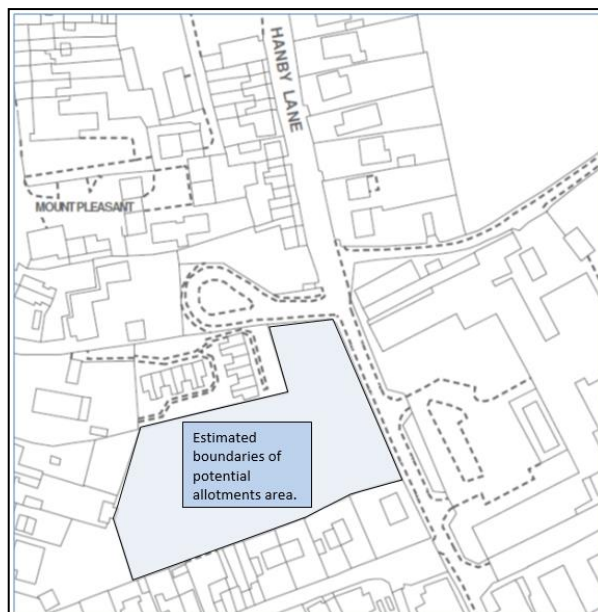 HANBY LANE
MOUNT PLEASANT
Estimated
boundaries of
potential
allotments area.